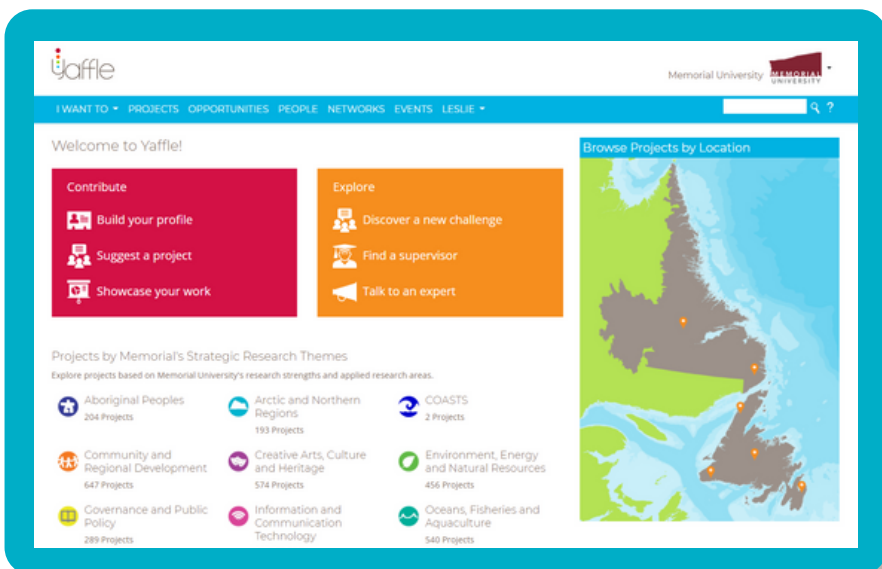 yaffle
Memorial University
MEMORIAL
UNIVERSITY
I WANT TO PROJECTS OPPORTUNITIES PEOPLE NETWORKS EVENTS LESLIE
?
Welcome to Yaffle!
Contribute
Build your profile
Suggest a project
Showcase your work
Explore
Discover a new challenge
Find a supervisor
Talk to an expert
Browse Projects by Location
Projects by Memorial's Strategic Research Themes
Explore projects based on Memorial University's research strengths and applied research areas.
Aboriginal Peoples
204 Projects
Arctic and Northern
Regions
193 Projects
COASTS
2 Projects
Community and
Regional Development
647 Projects
Creative Arts, Culture
and Heritage
574 Projects
Environment, Energy
and Natural Resources
456 Projects
Governance and Public
Policy
289 Projects
Information and
Communication
Technology
Oceans, Fisheries and
Aquaculture
540 Projects